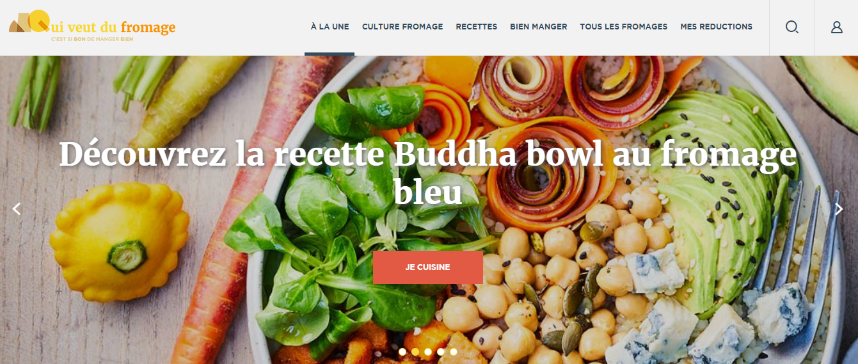 Qui veut du fromage
C'EST SI BON DE MANGER BIEN
À LA UNE
CULTURE FROMAGE
RECETTES
BIEN MANGER
TOUS LES FROMAGES
MES REDUCTIONS
Découvrez la recette Buddha bowl au fromage
bleu
JE CUISINE